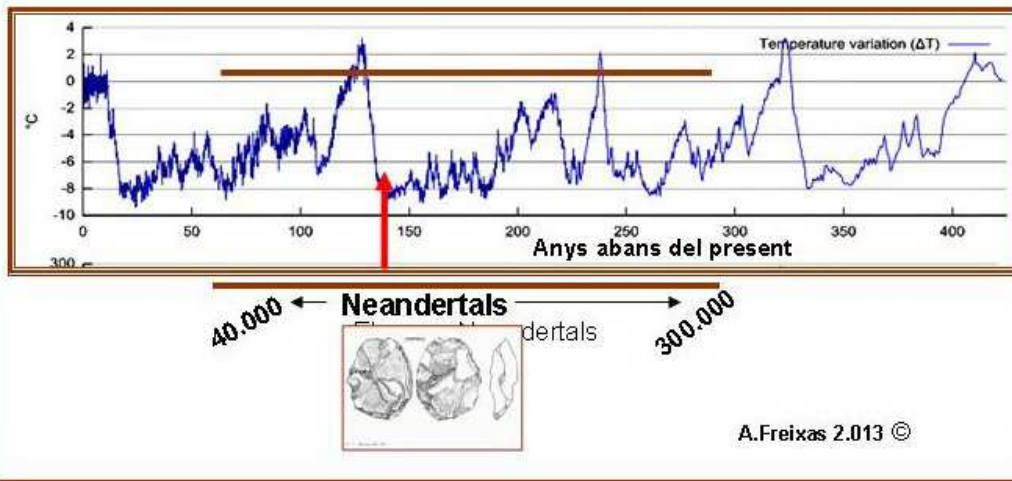 4
2
0
-2
-4
-6
-8
-10
°C
Temperature variation (ΔT)
0 50 100 150 200 250 300 350 400
Anys abans del present
300
Neandertals
dertals
40.000
300.000
A.Freixas 2.013 ©